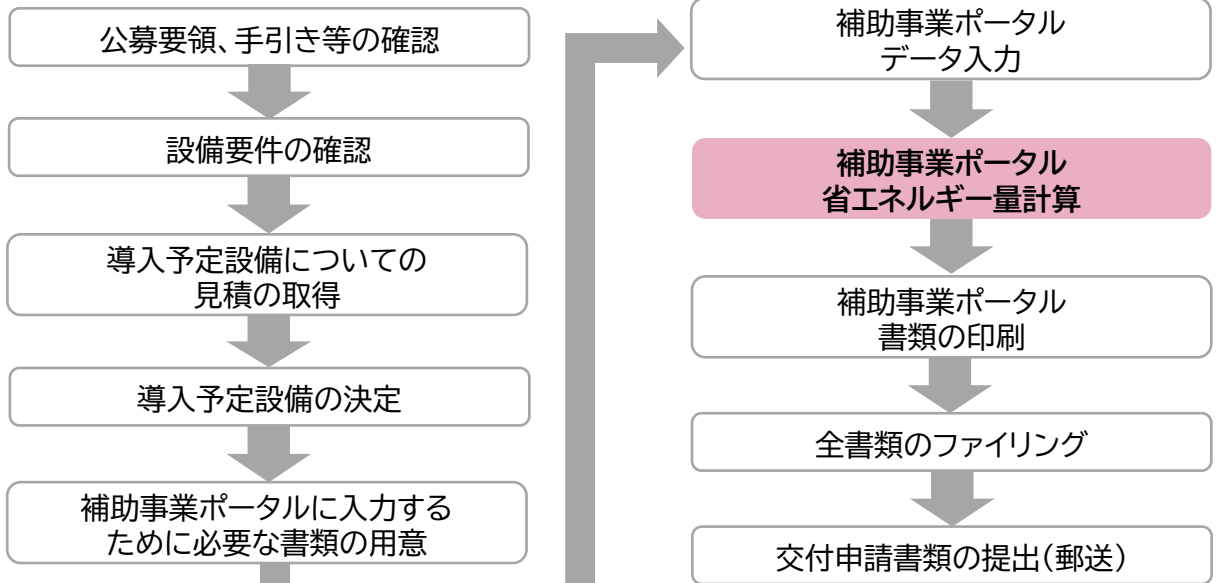 公募要領、手引き等の確認
設備要件の確認
導入予定設備についての
見積の取得
導入予定設備の決定
補助事業ポータルに入力する
ために必要な書類の用意
補助事業ポータル
データ入力
補助事業ポータル
省エネルギー量計算
補助事業ポータル
書類の印刷
全書類のファイリング
交付申請書類の提出(郵送)